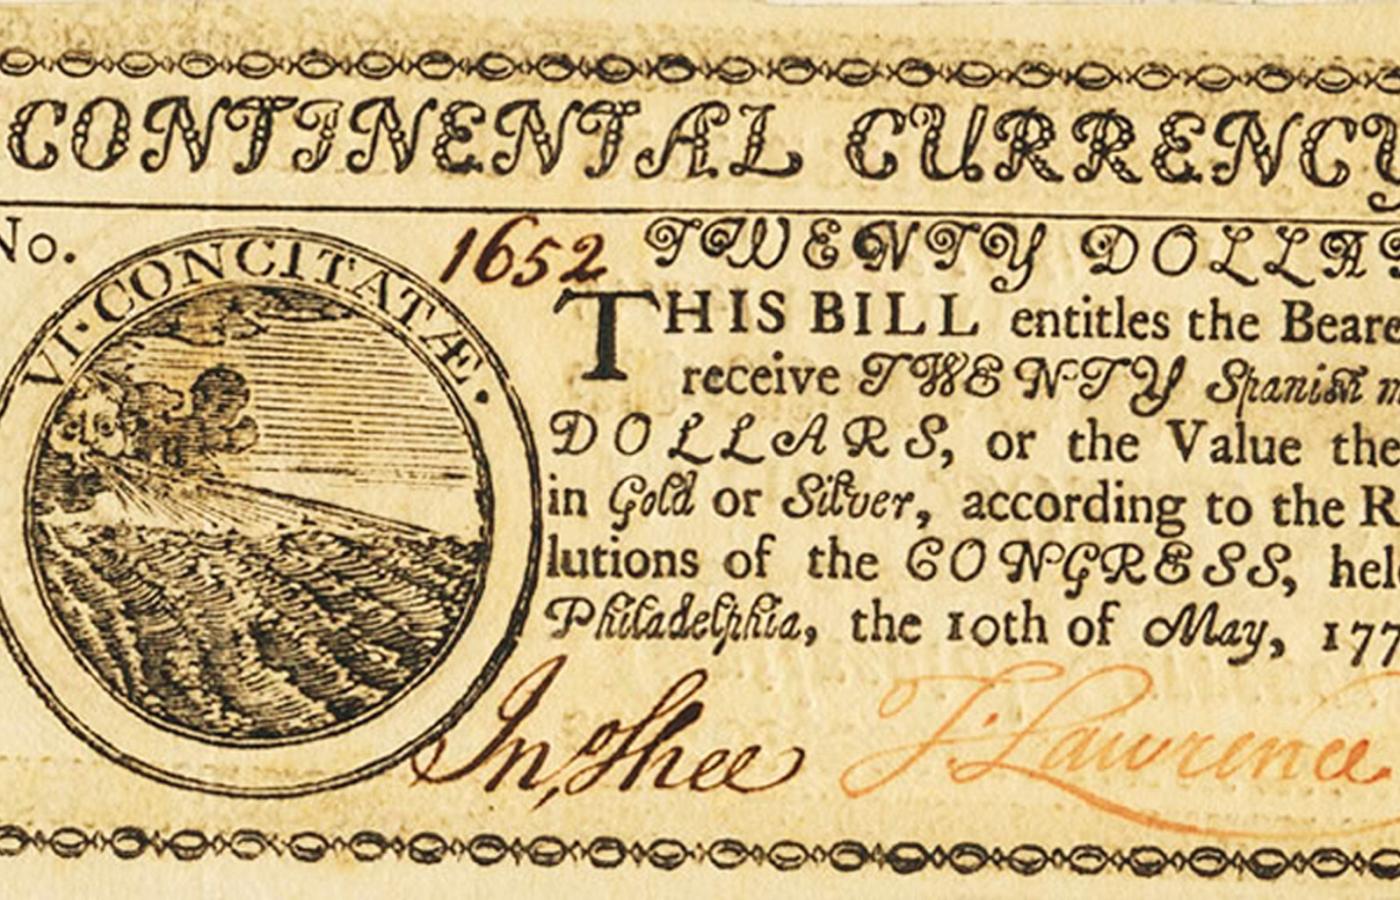 CONTINENTAL CURRENCY
No. 1652
VI·CONCITATÆ.
TWENTY DOLLAR
THIS BILL entitles the Beare
receive TWENTY Spanish m
DOLLARS, or the Value the
in Gold or Silver, according to the R
lutions of the CONGRESS, hel
Philadelphia, the 10th of May, 177
Jn, Shee J. Lawrence